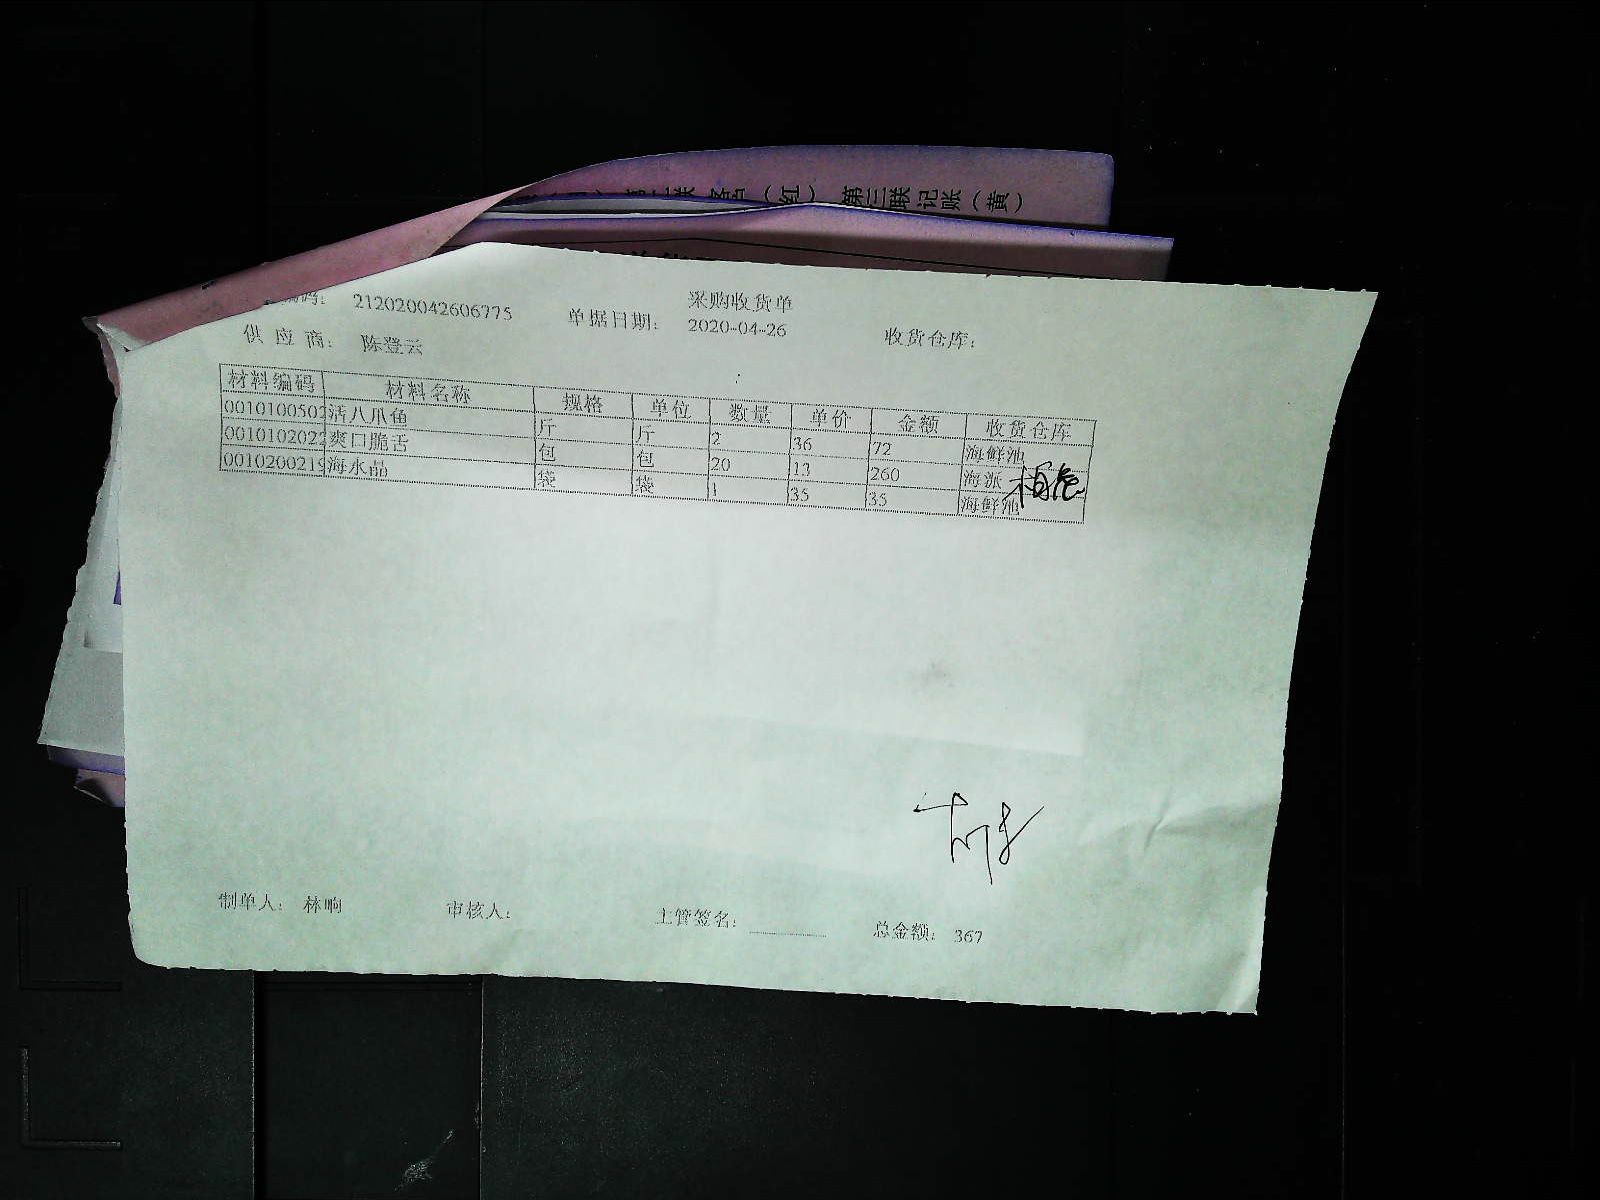 （红） 第三联记账（黄）
采购收货单
编码： 212020042606775 单据日期： 2020-04-26 收货仓库：
供应商： 陈登云
材料编码 材料名称 规格 单位 数量 单价 金额 收货仓库
0010100502 活八爪鱼 斤 斤 2 36 72 海鲜池
0010102022 爽口脆舌 包 包 20 13 260 海派
0010200219 海水晶 袋 袋 1 35 35 海鲜池
制单人： 林响 审核人： 主管签名： 总金额： 367